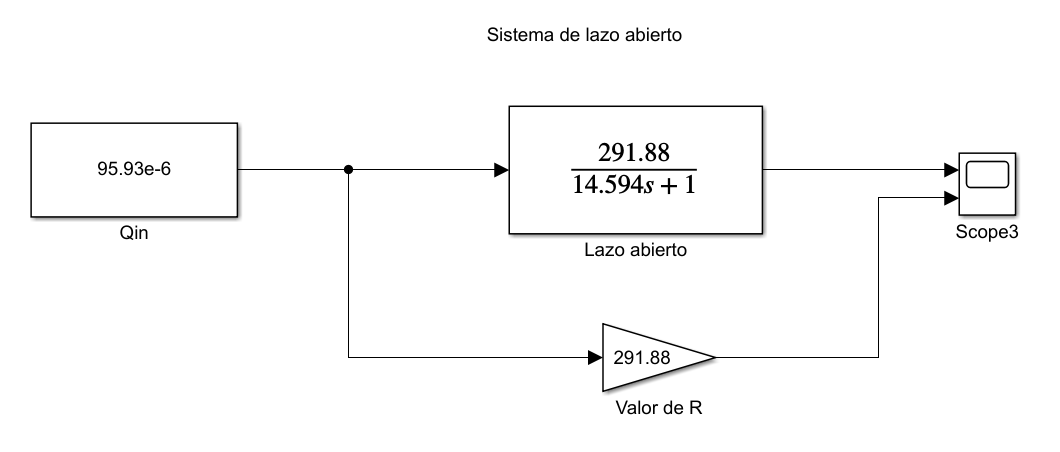 Sistema de lazo abierto
95.93e-6
Qin
291.88
14.594s + 1
Lazo abierto
Scope3
291.88
Valor de R